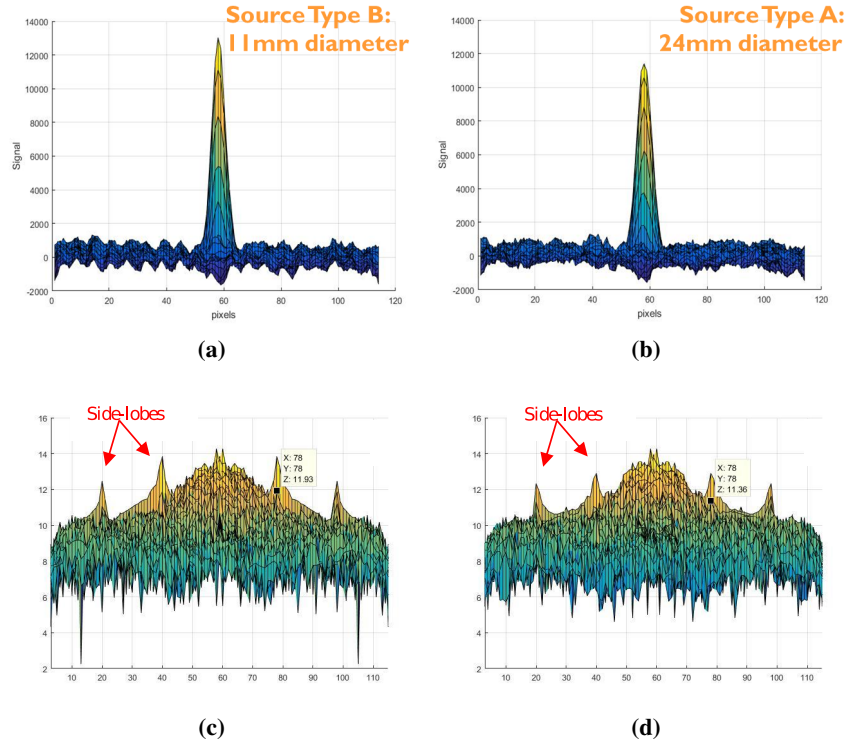 Source Type B:
11mm diameter
Source Type A:
24mm diameter
14000
12000
10000
8000
6000
4000
2000
0
-2000
Signal
0 20 40 60 80 100 120
pixels
(a)
14000
12000
10000
8000
6000
4000
2000
0
-2000
Signal
0 20 40 60 80 100 120
pixels
(b)
Side-lobes
16
14
12
10
8
6
4
2
X: 78
Y: 78
Z: 11.93
10 20 30 40 50 60 70 80 90 100 110
(c)
Side-lobes
16
14
12
10
8
6
4
2
X: 78
Y: 78
Z: 11.36
10 20 30 40 50 60 70 80 90 100 110
(d)